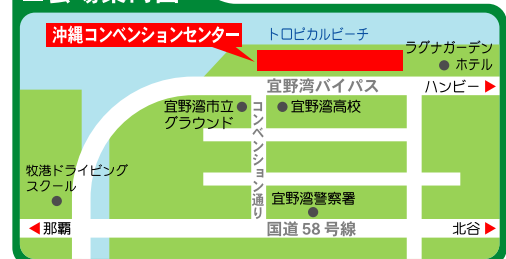 沖縄コンベンションセンター
トロピカルビーチ
ラグナガーデン
ホテル
宜野湾バイパス
ハンビー
宜野湾市立
グラウンド
宜野湾高校
コンベンション通り
牧港ドライビング
スクール
宜野湾警察署
那覇
国道58号線
北谷